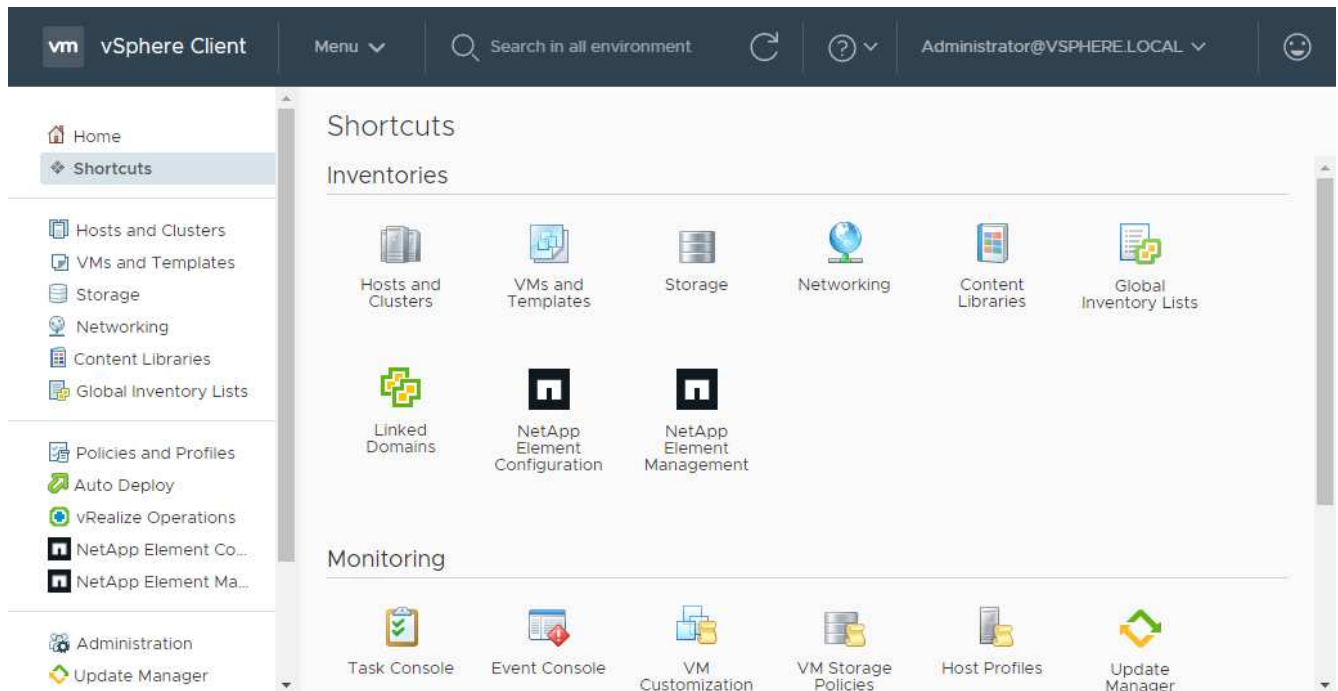 vm vSphere Client Menu Search in all environment Administrator@VSPHERE.LOCAL
Home
Shortcuts
Hosts and Clusters
VMs and Templates
Storage
Networking
Content Libraries
Global Inventory Lists
Policies and Profiles
Auto Deploy
vRealize Operations
NetApp Element Co...
NetApp Element Ma...
Administration
Update Manager
Shortcuts
Inventories
Hosts and
Clusters
VMs and
Templates
Storage
Networking
Content
Libraries
Global
Inventory Lists
Linked
Domains
NetApp
Element
Configuration
NetApp
Element
Management
Monitoring
Task Console
Event Console
VM
Customization
VM Storage
Policies
Host Profiles
Update
Manager